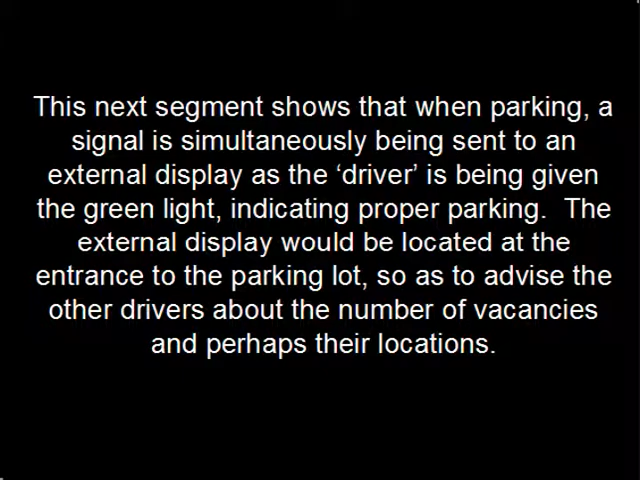 This next segment shows that when parking, a
signal is simultaneously being sent to an
external display as the ‘driver’ is being given
the green light, indicating proper parking.  The
external display would be located at the
entrance to the parking lot, so as to advise the
other drivers about the number of vacancies
and perhaps their locations.